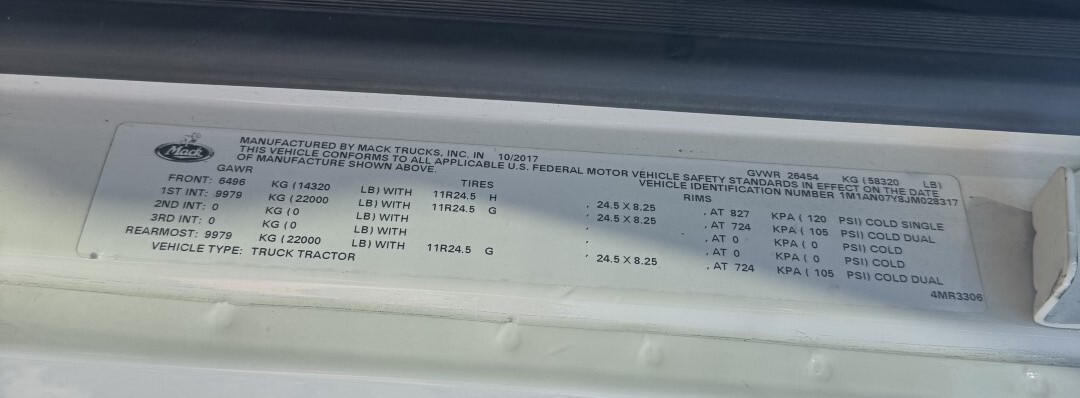 Mack
MANUFACTURED BY MACK TRUCKS, INC. IN 10/2017
THIS VEHICLE CONFORMS TO ALL APPLICABLE U.S. FEDERAL MOTOR VEHICLE SAFETY STANDARDS IN EFFECT ON THE DATE
OF MANUFACTURE SHOWN ABOVE.
GVWR 26454 KG (58320 LB)
VEHICLE IDENTIFICATION NUMBER 1M1AN07Y8JM028317
GAWR TIRES RIMS
FRONT: 6496 KG (14320 LB) WITH 11R24.5 H , 24.5 X 8.25 , AT 827 KPA ( 120 PSI) COLD SINGLE
1ST INT: 9979 KG (22000 LB) WITH 11R24.5 G , 24.5 X 8.25 , AT 724 KPA ( 105 PSI) COLD DUAL
2ND INT: 0 KG (0 LB) WITH , AT 0 KPA ( 0 PSI) COLD
3RD INT: 0 KG (0 LB) WITH , AT 0 KPA ( 0 PSI) COLD
REARMOST: 9979 KG (22000 LB) WITH 11R24.5 G , 24.5 X 8.25 , AT 724 KPA ( 105 PSI) COLD DUAL
VEHICLE TYPE: TRUCK TRACTOR
4MR3306